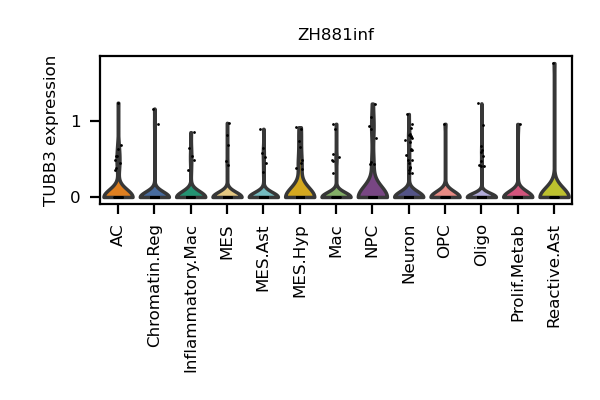 ZH881inf
TUBB3 expression
1
0
AC
Chromatin.Reg
Inflammatory.Mac
MES
MES.Ast
MES.Hyp
Mac
NPC
Neuron
OPC
Oligo
Prolif.Metab
Reactive.Ast